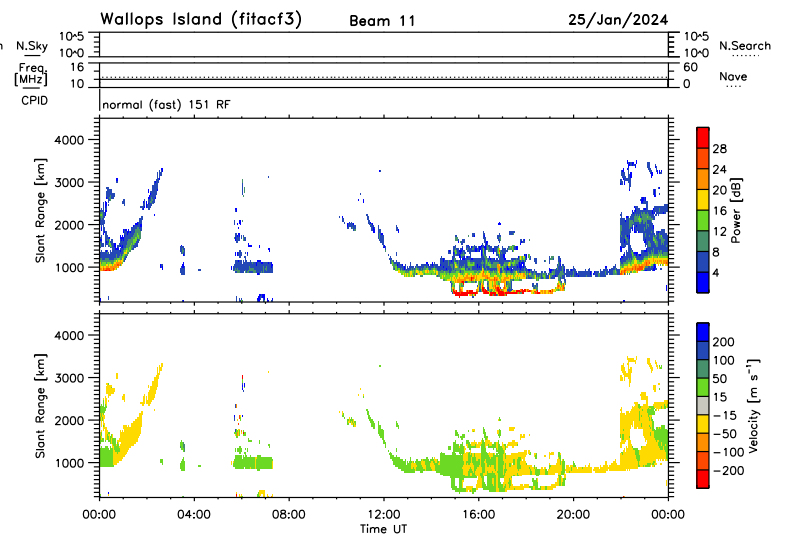 Wallops Island (fitacf3) Beam 11 25/Jan/2024
N.Sky 10^5 10^5 N.Search
10^0 10^0
Freq. 16 60
[MHz] 10 0 Nave
CPID normal (fast) 151 RF
4000
3000
2000
1000
Slant Range [km]
28
24
20
16
12
8
4
Power [dB]
4000
3000
2000
1000
Slant Range [km]
200
100
50
15
-15
-50
-100
-200
Velocity [m s⁻¹]
00:00 04:00 08:00 12:00 16:00 20:00 00:00
Time UT